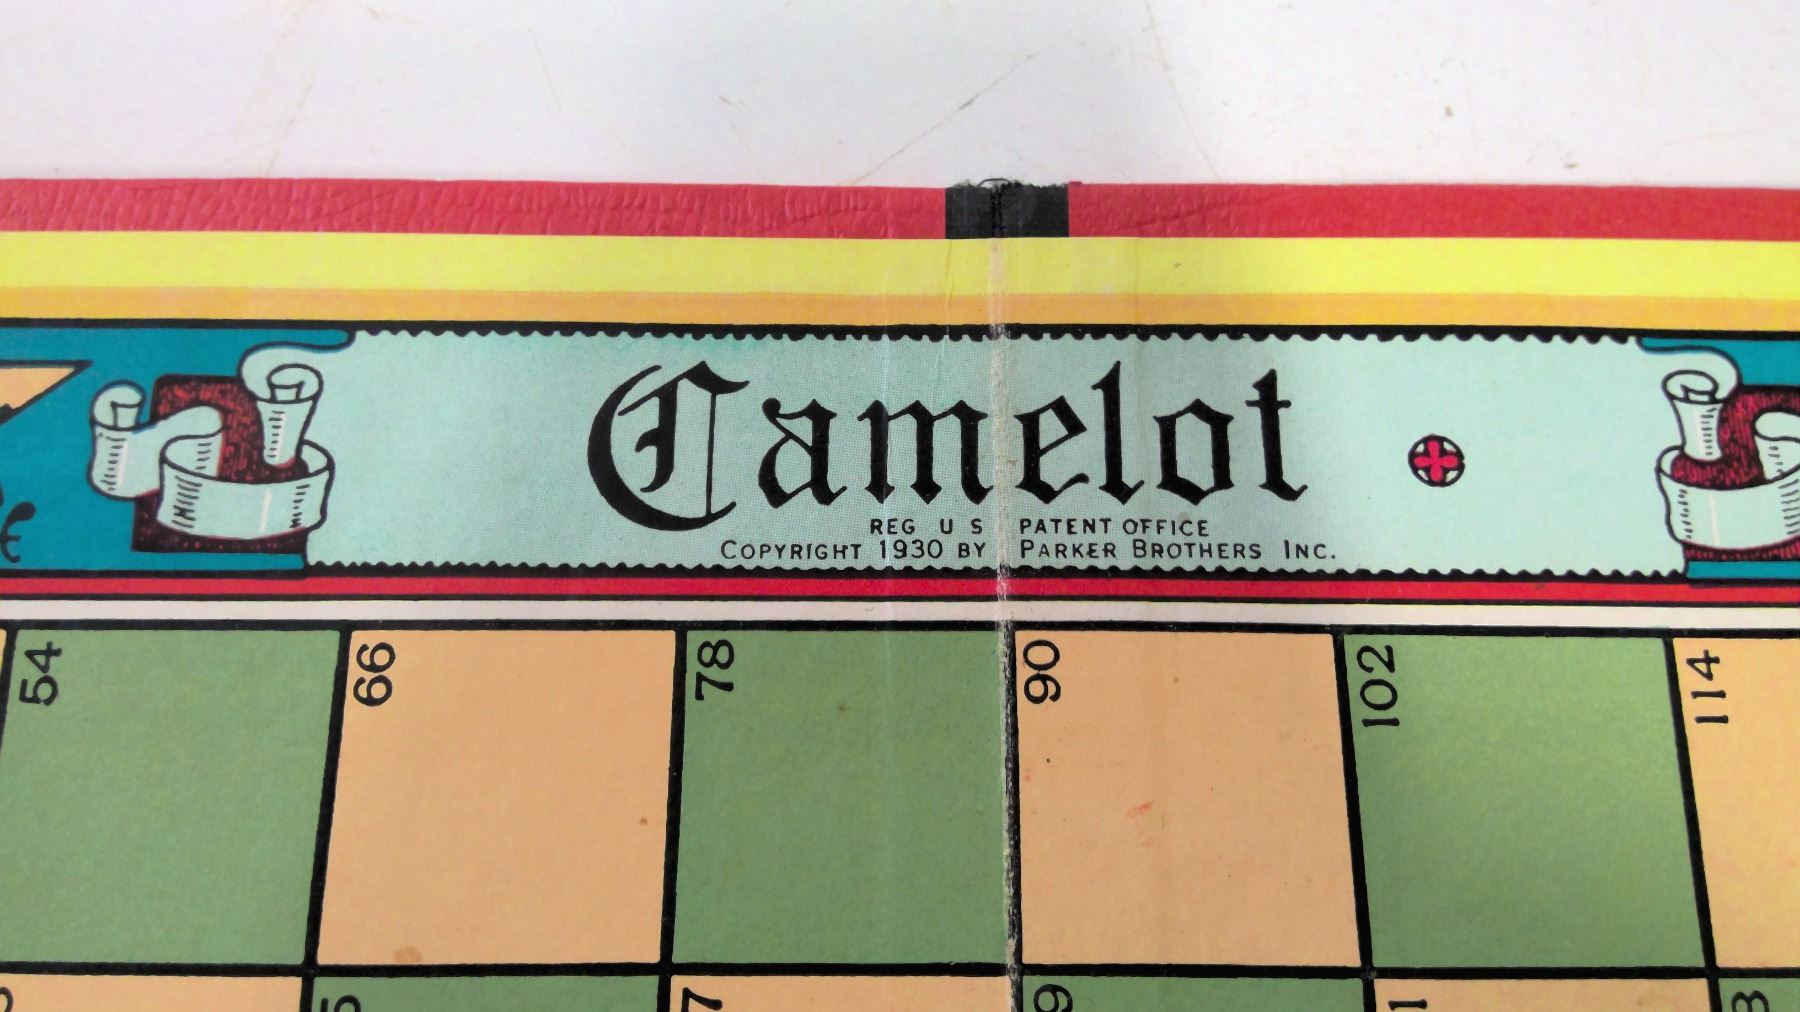 Camelot
REG U S PATENT OFFICE
COPYRIGHT 1930 BY PARKER BROTHERS INC.
54 66 78 90 102 114